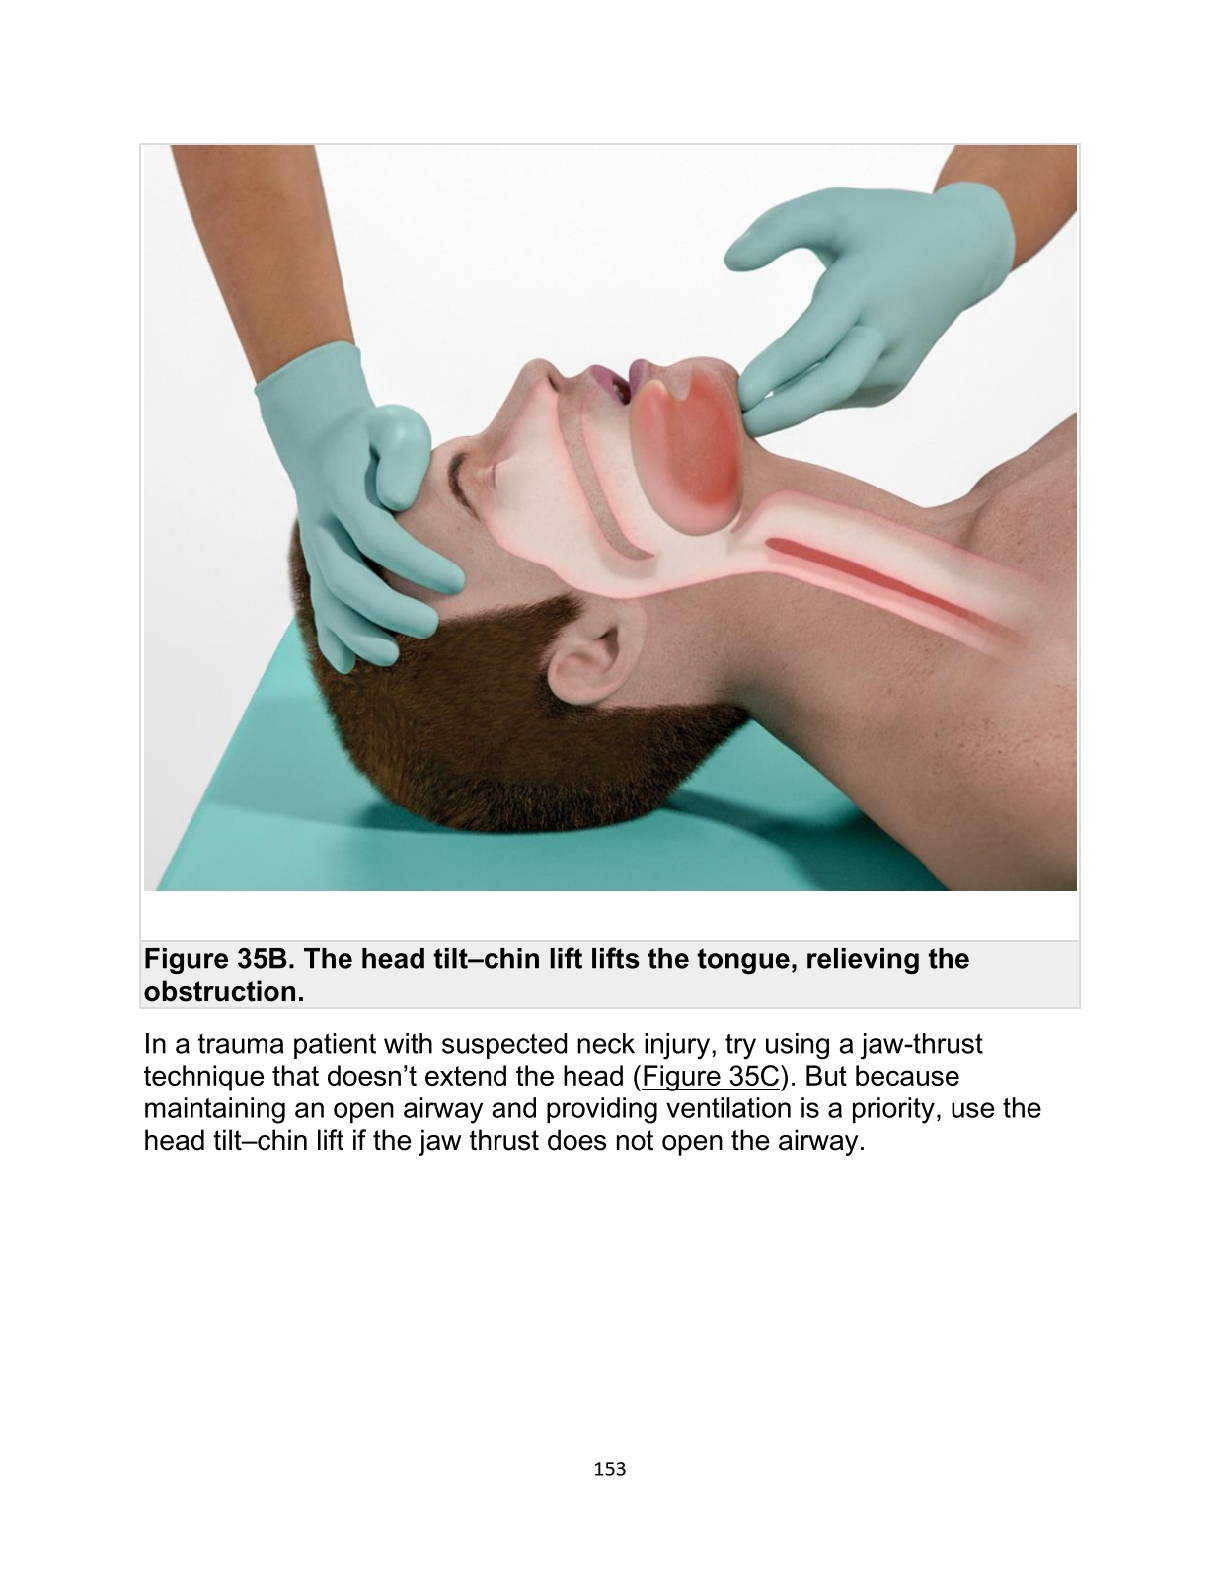 Figure 35B. The head tilt–chin lift lifts the tongue, relieving the
obstruction.
In a trauma patient with suspected neck injury, try using a jaw-thrust
technique that doesn’t extend the head (Figure 35C). But because
maintaining an open airway and providing ventilation is a priority, use the
head tilt–chin lift if the jaw thrust does not open the airway.
153